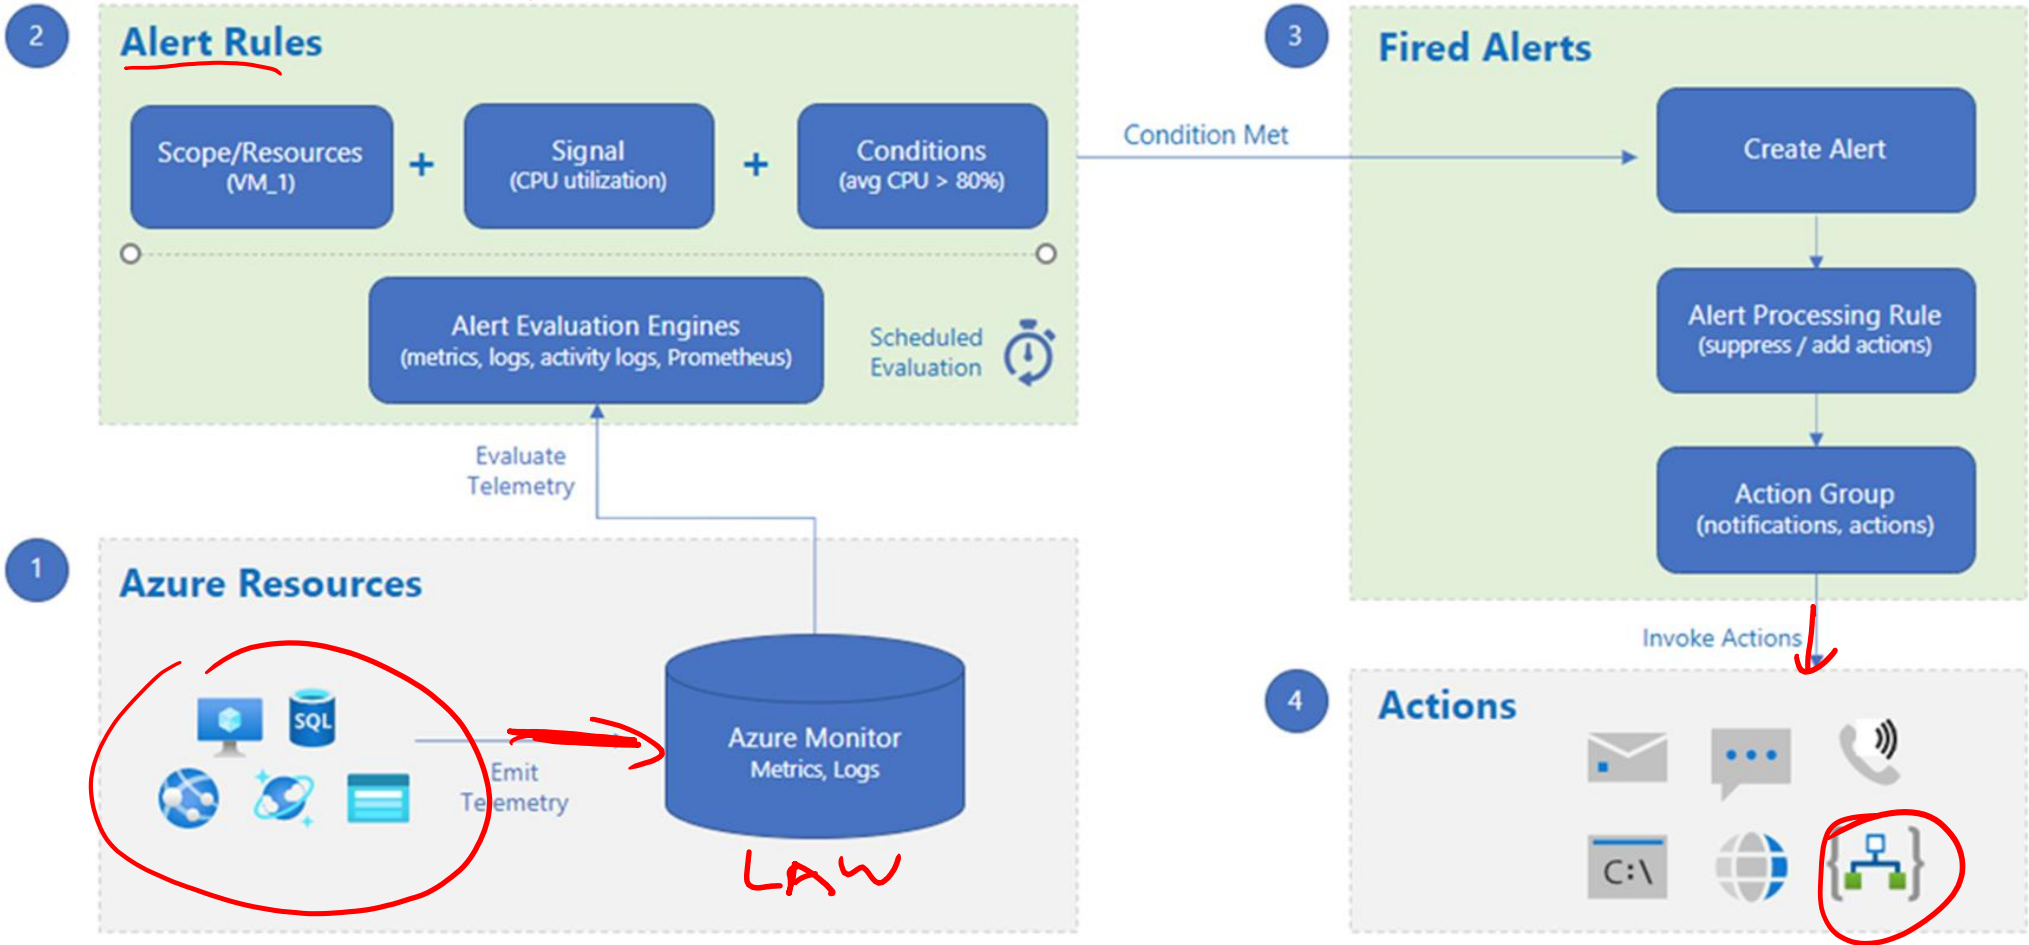 2
Alert Rules
Scope/Resources
(VM_1)
+
Signal
(CPU utilization)
+
Conditions
(avg CPU > 80%)
Alert Evaluation Engines
(metrics, logs, activity logs, Prometheus)
Scheduled
Evaluation
Evaluate
Telemetry
1
Azure Resources
SQL
Emit
Telemetry
Azure Monitor
Metrics, Logs
LAW
Condition Met
3
Fired Alerts
Create Alert
Alert Processing Rule
(suppress / add actions)
Action Group
(notifications, actions)
Invoke Actions
4
Actions
C:\